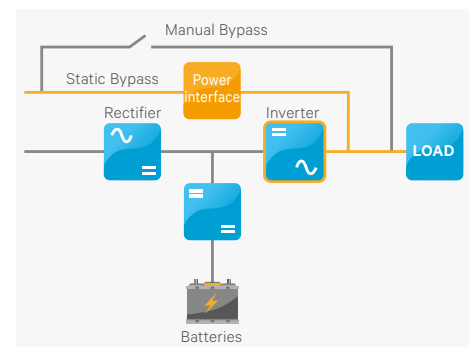 Manual Bypass
Static Bypass
Power
interface
Rectifier
Inverter
LOAD
Batteries